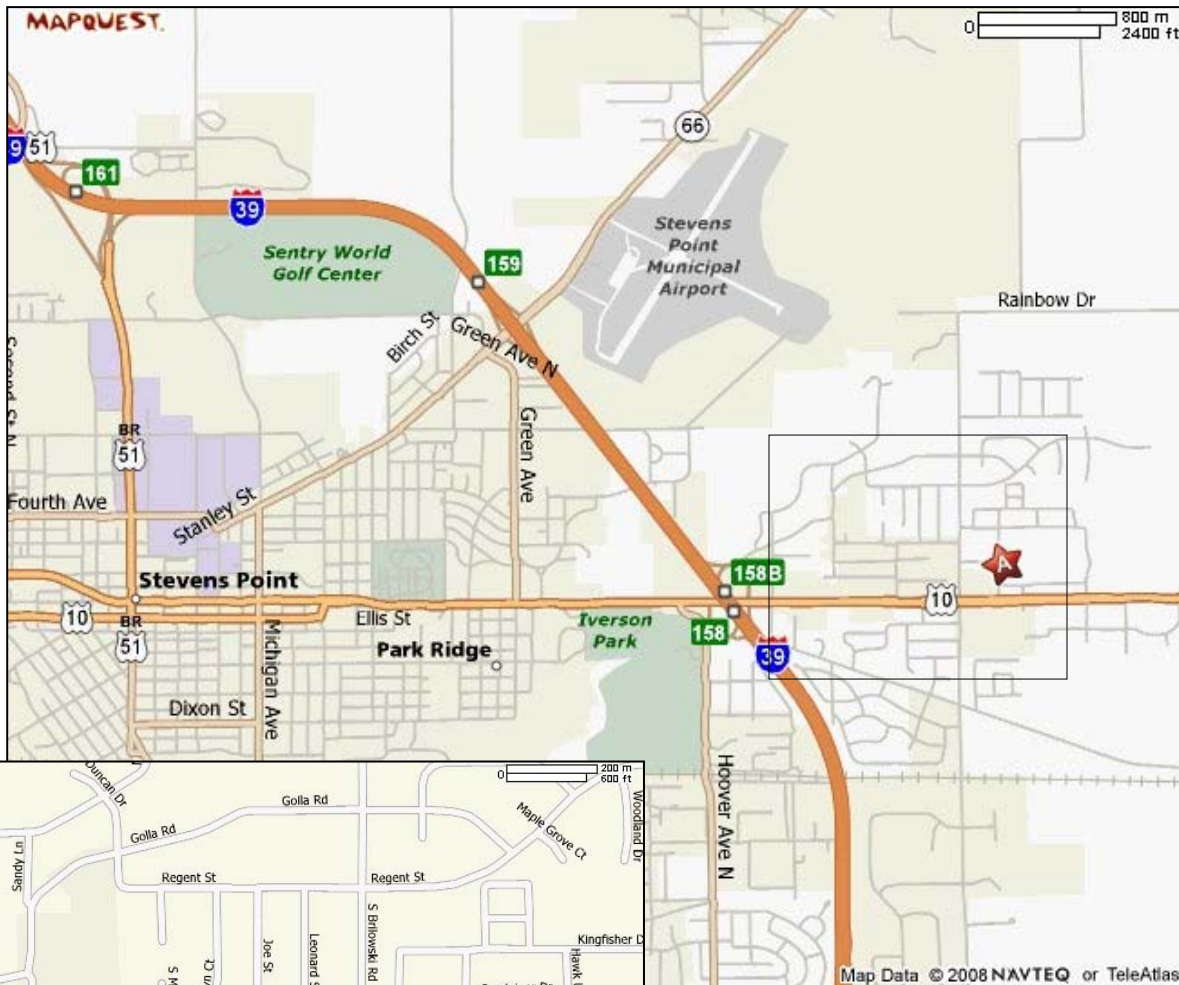 MAPQUEST.
0
800 m
2400 ft
66
51
161
39
Stevens
Point
Municipal
Airport
Sentry World
Golf Center
159
Rainbow Dr
Birch St
Green Ave N
Second St N
BR
51
Green Ave
Fourth Ave
Stanley St
A
158B
Stevens Point
10
10
Ellis St
Iverson
Park
BR
51
Michigan Ave
Park Ridge
158
39
Dixon St
Hoover Ave N
Duncan Dr
0
200 m
600 ft
Golla Rd
Maple Grove Ct
Woodland Dr
Golla Rd
Sandy Ln
Regent St
Regent St
S Brilowski Rd
Kingfisher D
Joe St
Leonard S
Hawk
Map Data © 2008 NAVTEQ or TeleAtlas